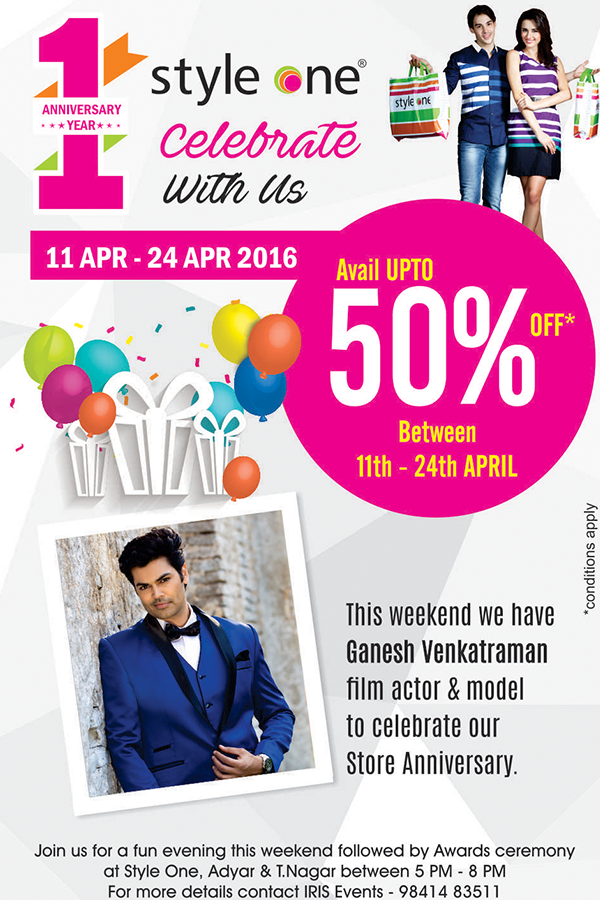 1
ANNIVERSARY
★★★YEAR★★★
style one®
Celebrate
With Us
style one
11 APR - 24 APR 2016
Avail UPTO
50% OFF*
Between
11th - 24th APRIL
*conditions apply
This weekend we have
Ganesh Venkatraman
film actor & model
to celebrate our
Store Anniversary.
Join us for a fun evening this weekend followed by Awards ceremony
at Style One, Adyar & T.Nagar between 5 PM - 8 PM
For more details contact IRIS Events - 98414 83511